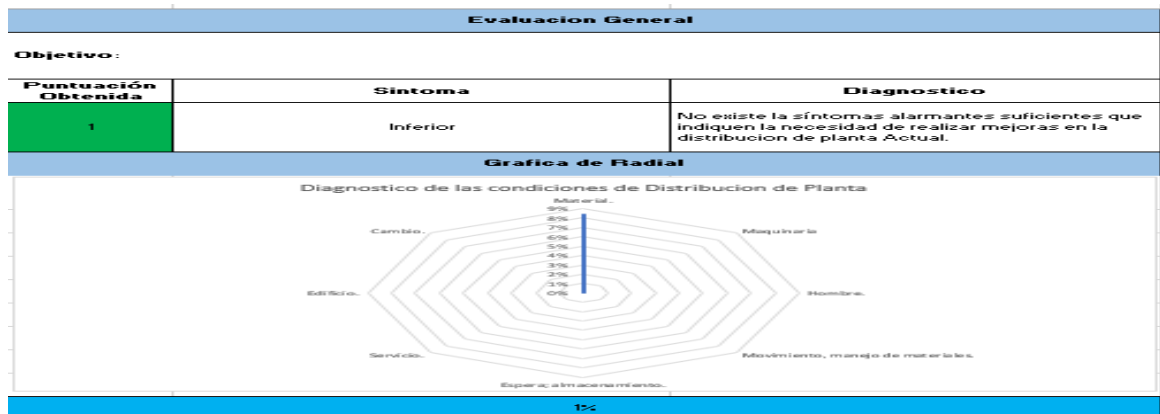 Evaluacion General
Objetivo:
Puntuación
Obtenida
Sintoma
Diagnostico
1
Inferior
No existe la síntomas alarmantes suficientes que
indiquen la necesidad de realizar mejoras en la
distribucion de planta Actual.
Grafica de Radial
Diagnostico de las condiciones de Distribucion de Planta
Material.
9%
8%
7%
6%
5%
4%
3%
2%
1%
0%
Cambio.
Maquinaria
Edificio.
Hombre.
Servicio.
Movimiento, manejo de materiales.
Espera; almacenamiento.
1%